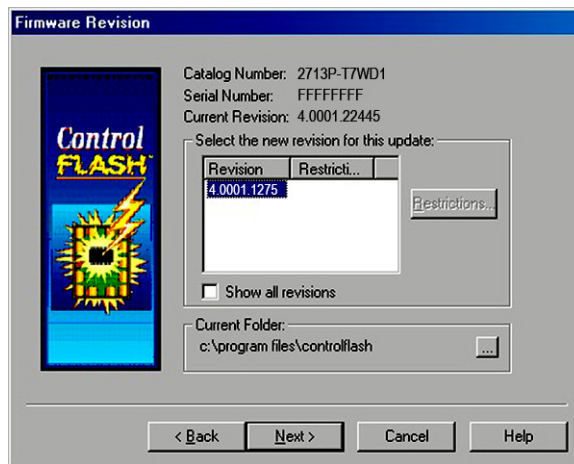 Firmware Revision
Catalog Number: 2713P-T7WD1
Serial Number: FFFFFFFF
Current Revision: 4.0001.22445
Control
FLASH
Select the new revision for this update:
Revision Restricti...
4.0001.1275
Restrictions...
Show all revisions
Current Folder:
c:\program files\controlflash
...
< Back Next > Cancel Help